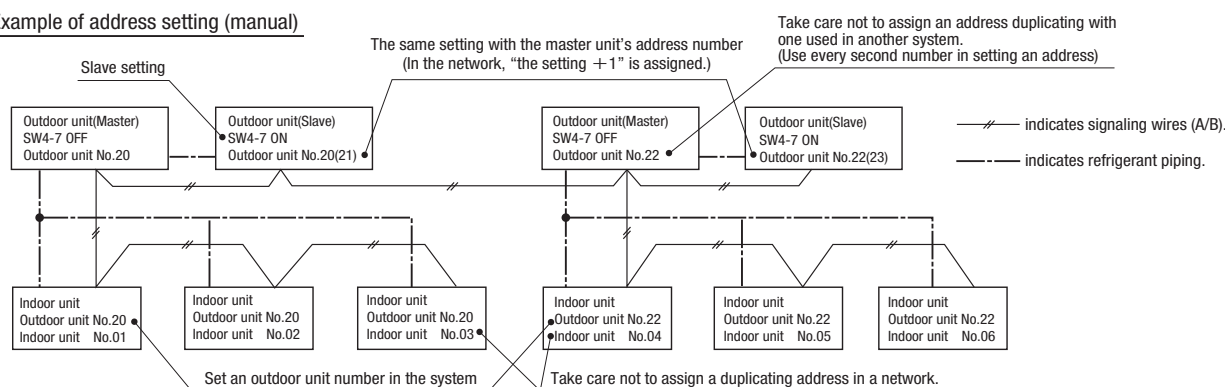 Example of address setting (manual)
Take care not to assign an address duplicating with
one used in another system.
(Use every second number in setting an address)
The same setting with the master unit's address number
(In the network, "the setting +1" is assigned.)
Slave setting
Outdoor unit(Master)
SW4-7 OFF
Outdoor unit No.20
Outdoor unit(Slave)
SW4-7 ON
Outdoor unit No.20(21)
Outdoor unit(Master)
SW4-7 OFF
Outdoor unit No.22
Outdoor unit(Slave)
SW4-7 ON
Outdoor unit No.22(23)
indicates signaling wires (A/B).
indicates refrigerant piping.
Indoor unit
Outdoor unit No.20
Indoor unit No.01
Indoor unit
Outdoor unit No.20
Indoor unit No.02
Indoor unit
Outdoor unit No.20
Indoor unit No.03
Indoor unit
Outdoor unit No.22
Indoor unit No.04
Indoor unit
Outdoor unit No.22
Indoor unit No.05
Indoor unit
Outdoor unit No.22
Indoor unit No.06
Set an outdoor unit number in the system
Take care not to assign a duplicating address in a network.